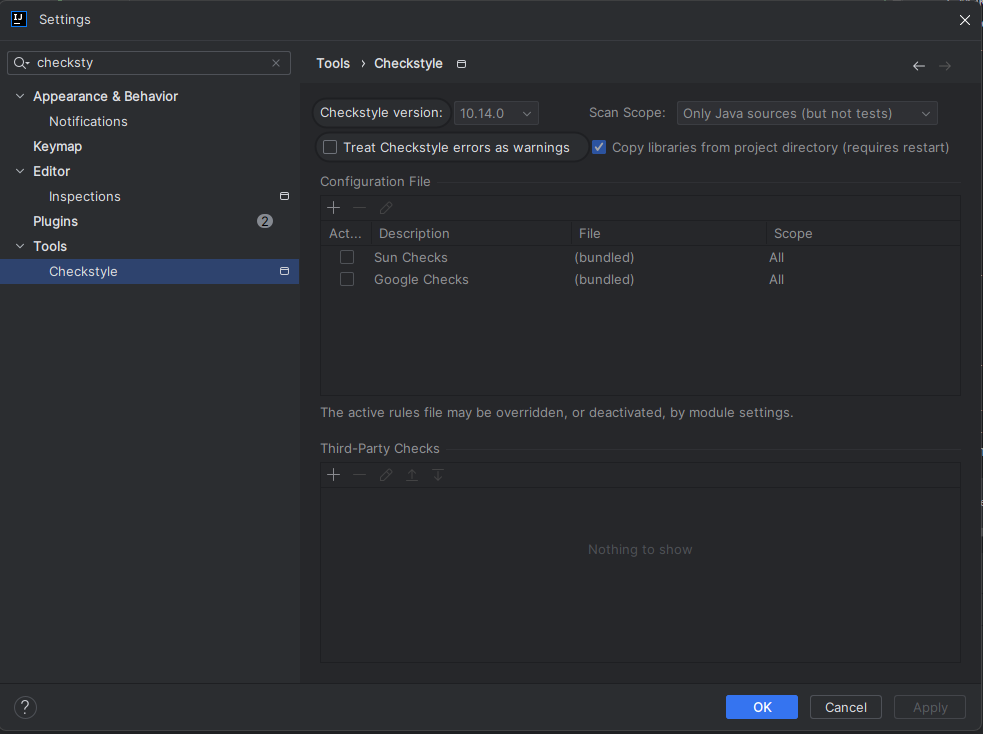 Settings
checksty
Appearance & Behavior
Notifications
Keymap
Editor
Inspections
Plugins 2
Tools
Checkstyle
Tools › Checkstyle
Checkstyle version: 10.14.0 Scan Scope: Only Java sources (but not tests)
Treat Checkstyle errors as warnings Copy libraries from project directory (requires restart)
Configuration File
Act... Description File Scope
Sun Checks (bundled) All
Google Checks (bundled) All
The active rules file may be overridden, or deactivated, by module settings.
Third-Party Checks
Nothing to show
? OK Cancel Apply